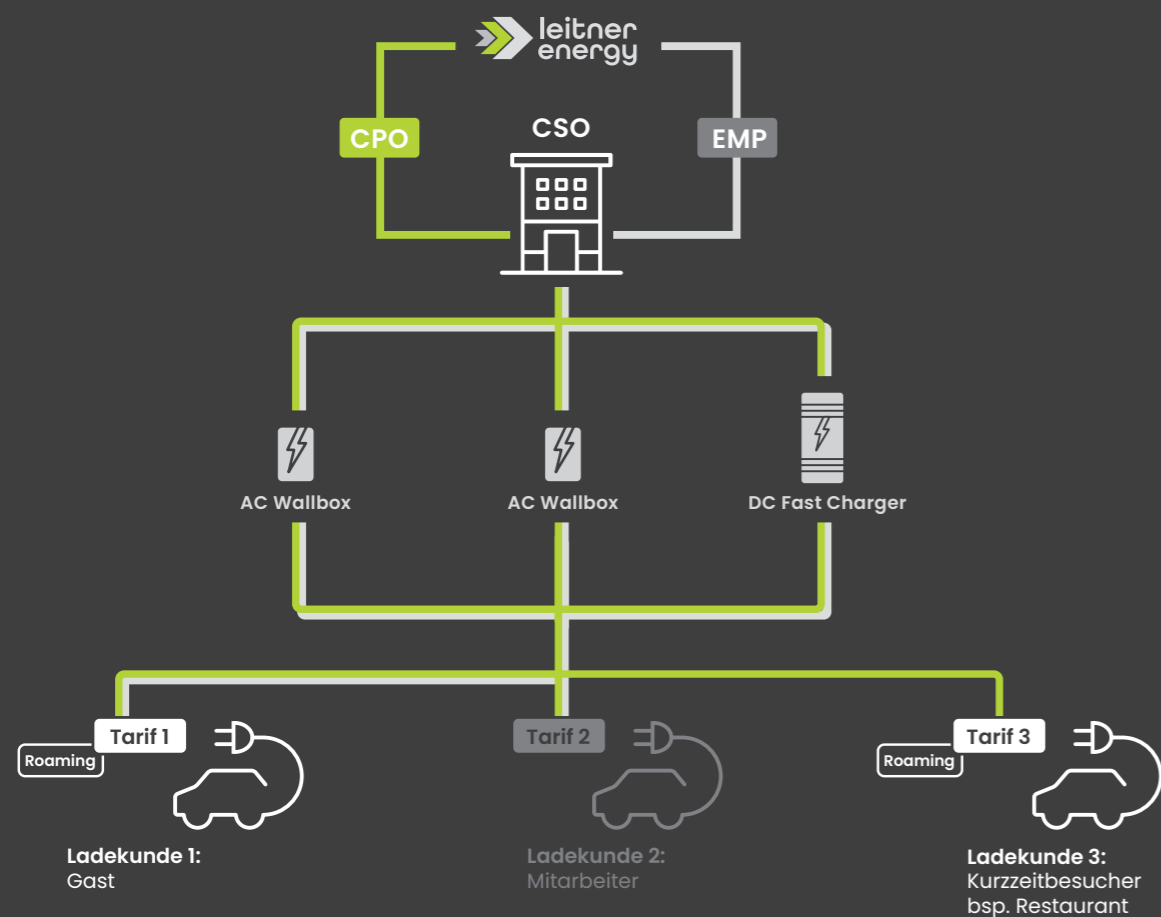 leitner
energy
CPO
CSO
EMP
AC Wallbox
AC Wallbox
DC Fast Charger
Tarif 1
Roaming
Tarif 2
Tarif 3
Roaming
Ladekunde 1:
Gast
Ladekunde 2:
Mitarbeiter
Ladekunde 3:
Kurzzeitbesucher
bsp. Restaurant